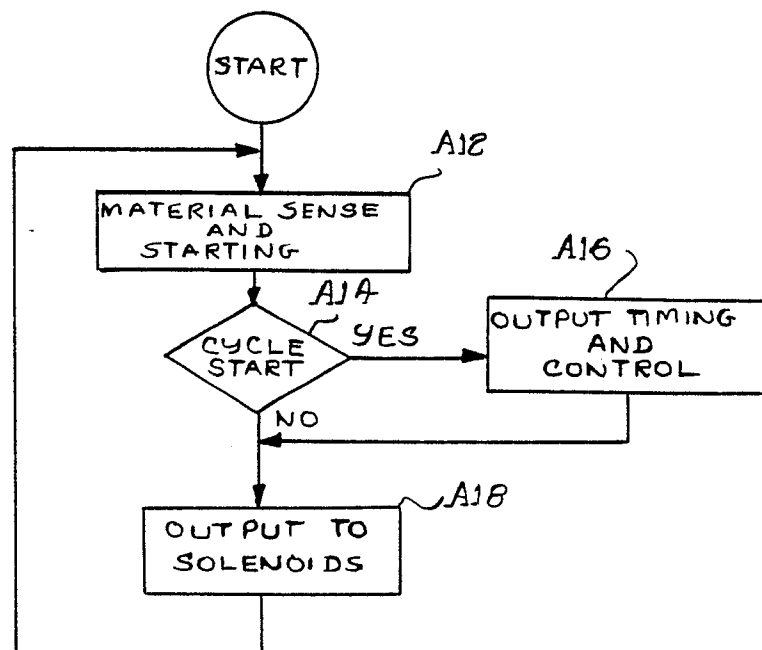 START
A12
MATERIAL SENSE
AND
STARTING
A14
A16
CYCLE
START
YES
OUTPUT TIMING
AND
CONTROL
NO
A18
OUTPUT TO
SOLENOIDS